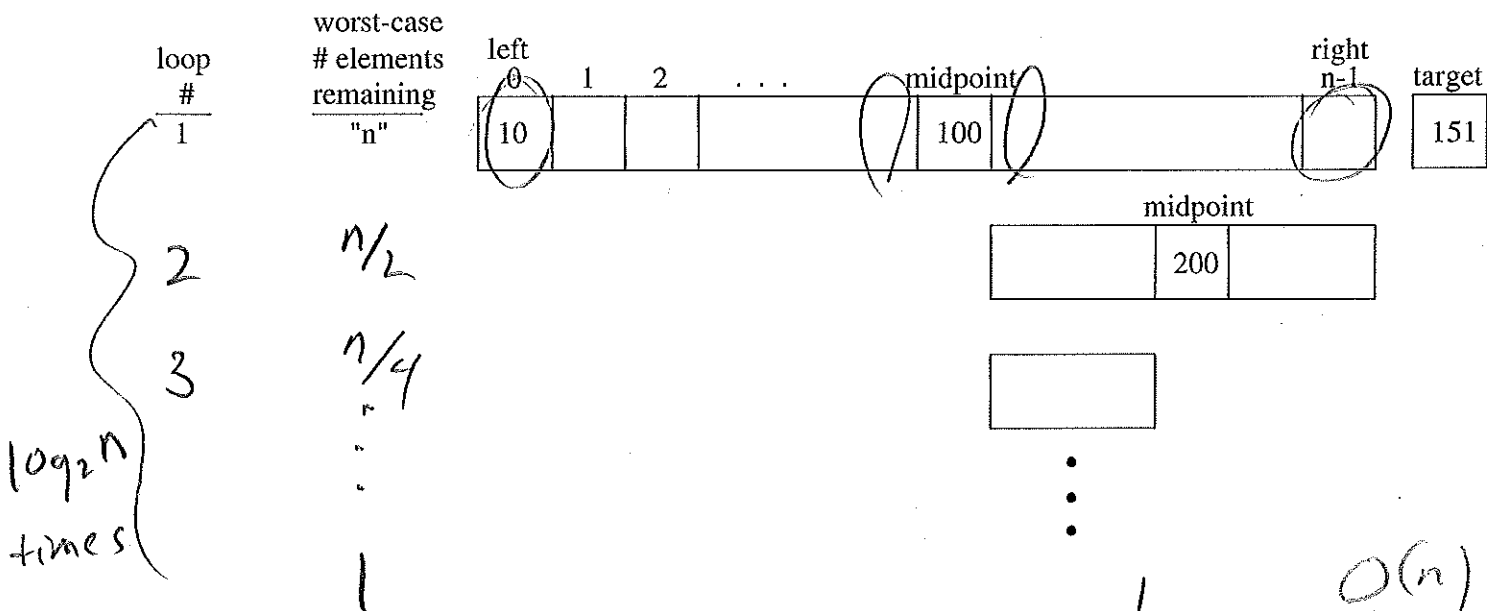 worst-case
loop # elements left right
# remaining 0 1 2 . . . midpoint n-1 target
1 "n" 10 100 151
midpoint
2 n/2 200
3 n/4
log₂n
times
1 1 O(n)